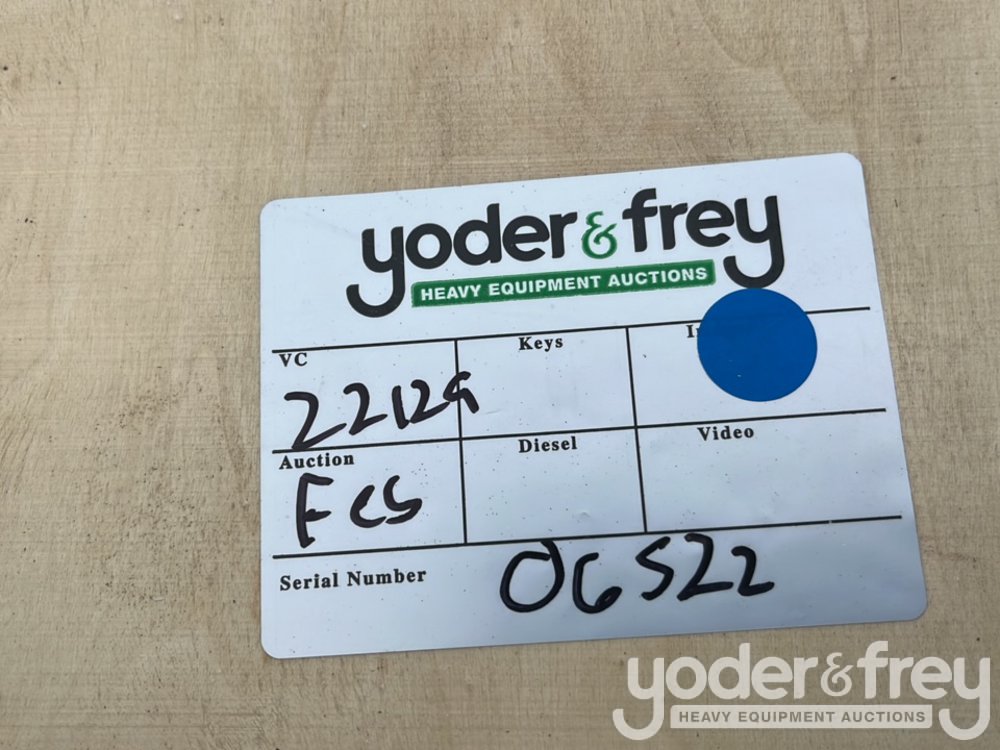 yoder & frey
HEAVY EQUIPMENT AUCTIONS
VC Keys
22129
Auction Diesel Video
FCS
Serial Number 06522
yoder & frey
HEAVY EQUIPMENT AUCTIONS